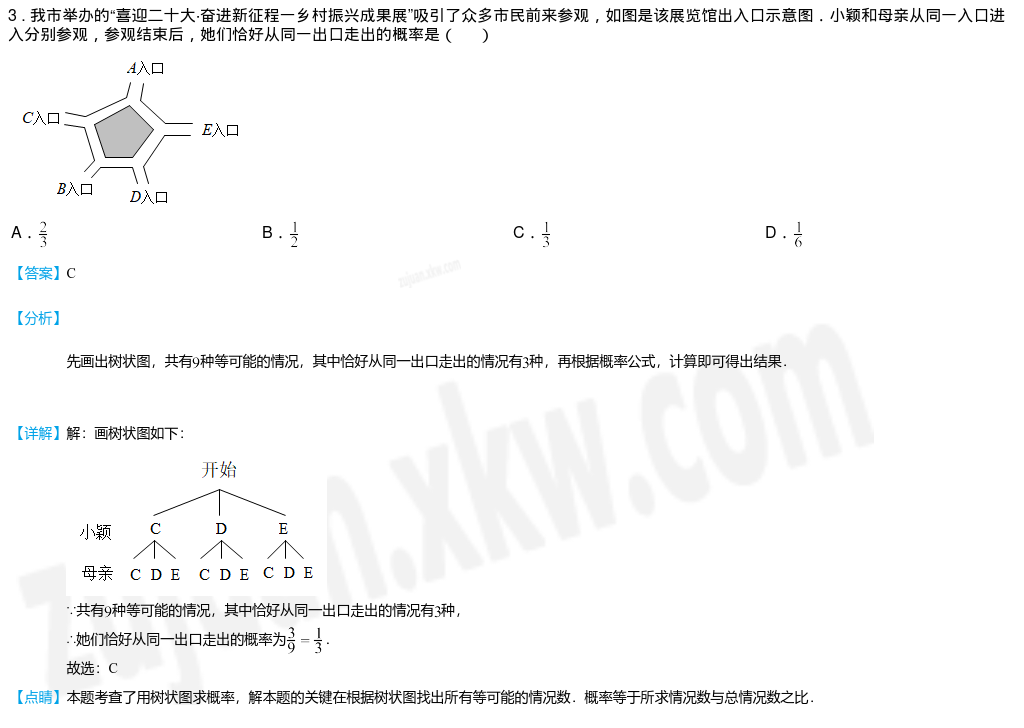 3．我市举办的“喜迎二十大·奋进新征程一乡村振兴成果展”吸引了众多市民前来参观，如图是该展览馆出入口示意图．小颖和母亲从同一入口进
入分别参观，参观结束后，她们恰好从同一出口走出的概率是（　　）
A入口
C入口
E入口
B入口
D入口
A．2/3 B．1/2 C．1/3 D．1/6
【答案】C
zujuan.xkw.com
【分析】
先画出树状图，共有9种等可能的情况，其中恰好从同一出口走出的情况有3种，再根据概率公式，计算即可得出结果．
【详解】解：画树状图如下：
开始
小颖 C D E
母亲 C D E C D E C D E
∵共有9种等可能的情况，其中恰好从同一出口走出的情况有3种，
∴她们恰好从同一出口走出的概率为3/9=1/3．
故选：C
【点睛】本题考查了用树状图求概率，解本题的关键在根据树状图找出所有等可能的情况数．概率等于所求情况数与总情况数之比．
zujuan.xkw.com